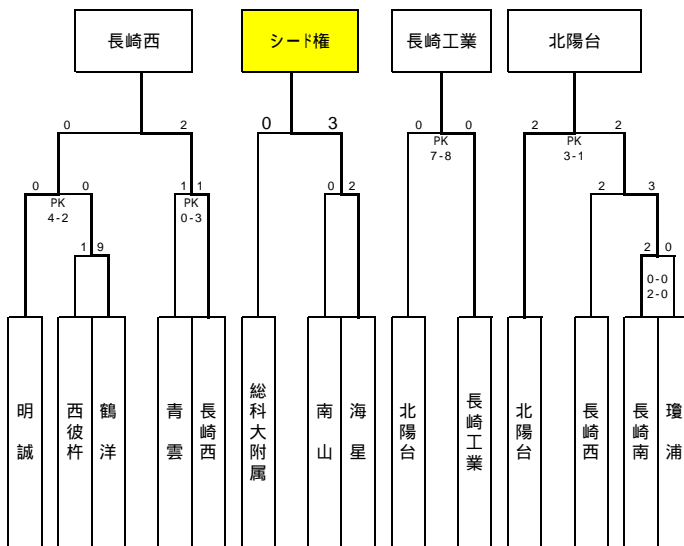 長崎西
シード権
長崎工業
北陽台
0 2
0 3
0 0
PK
7-8
2 2
PK
3-1
0 0
PK
4-2
1 1
PK
0-3
0 2
2 3
1 9
2 0
0-0
2-0
明誠
西彼杵
鶴洋
青雲
長崎西
総科大附属
南山
海星
北陽台
長崎工業
北陽台
長崎西
長崎南
瓊浦